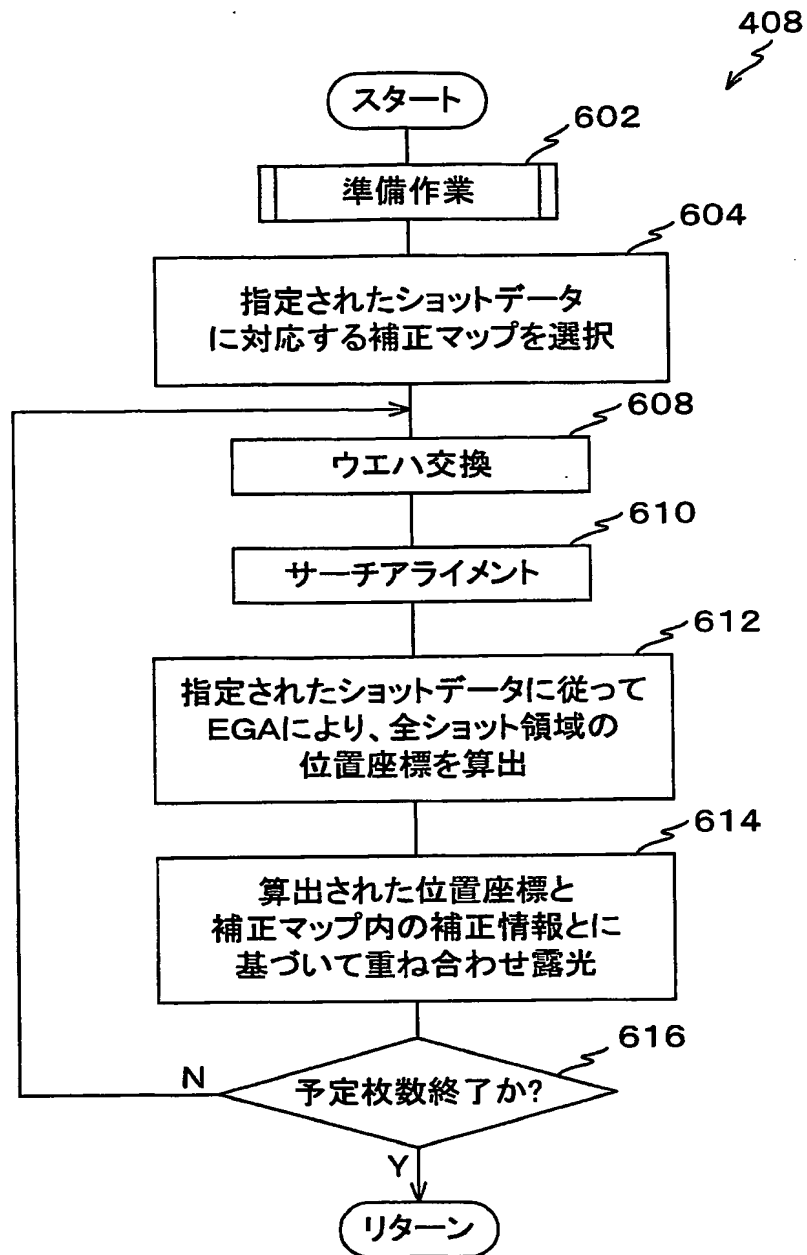 408
スタート
602
準備作業
604
指定されたショットデータ
に対応する補正マップを選択
608
ウエハ交換
610
サーチアライメント
612
指定されたショットデータに従って
EGAにより、全ショット領域の
位置座標を算出
614
算出された位置座標と
補正マップ内の補正情報とに
基づいて重ね合わせ露光
616
N
予定枚数終了か?
Y
リターン